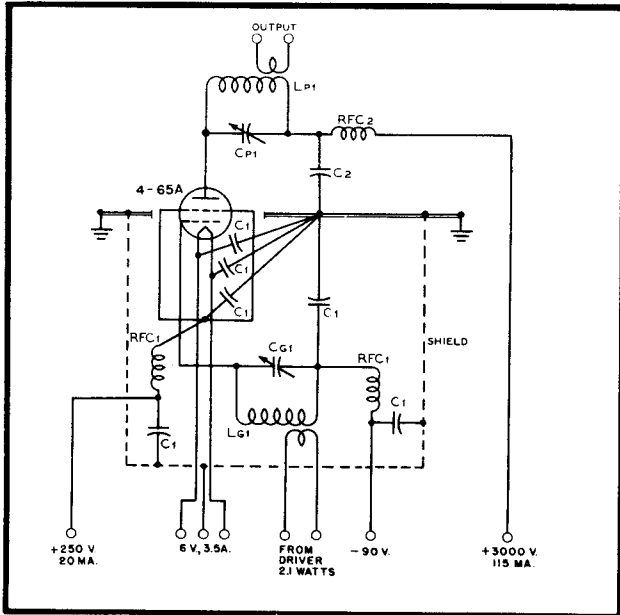 OUTPUT
LP1
RFC2
CP1
C2
4-65A
C1
C1
C1
C1
RFC1
CG1
RFC1
SHIELD
C1
LG1
C1
+250 V.
20 MA.
6 V, 3.5A.
FROM
DRIVER
2.1 WATTS
-90 V.
+3000 V.
115 MA.